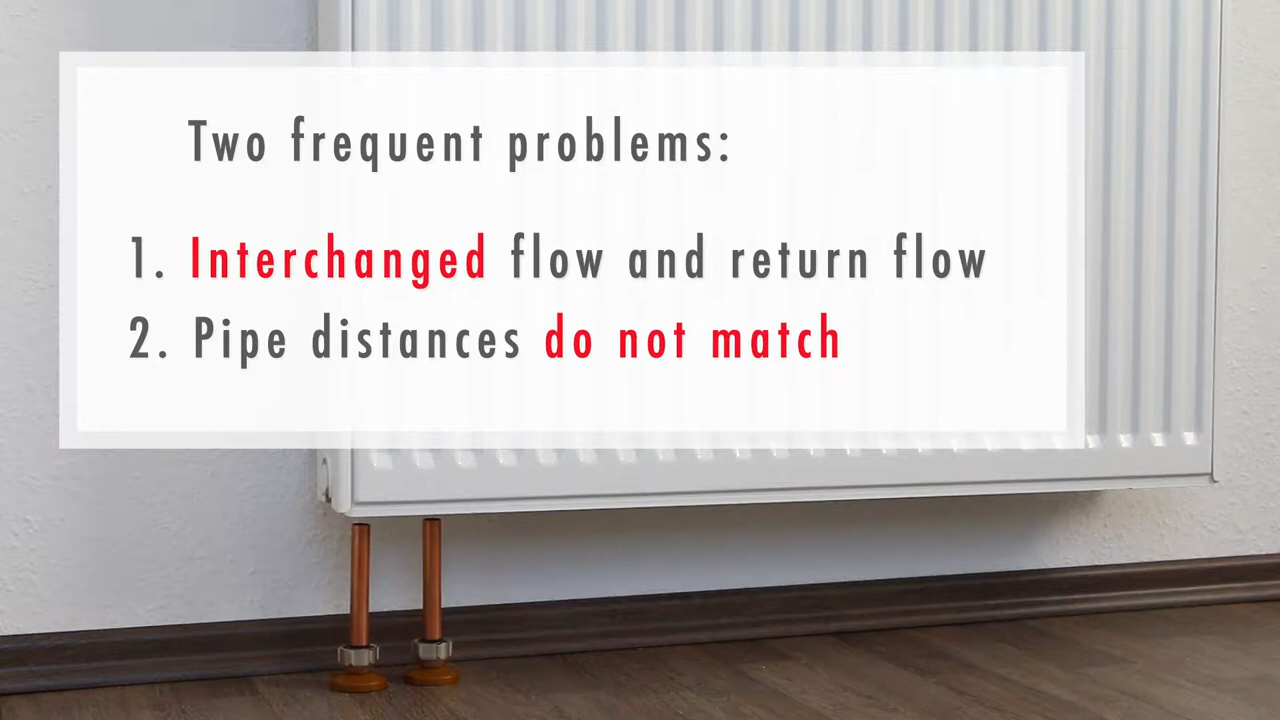 Two frequent problems:
1. Interchanged flow and return flow
2. Pipe distances do not match